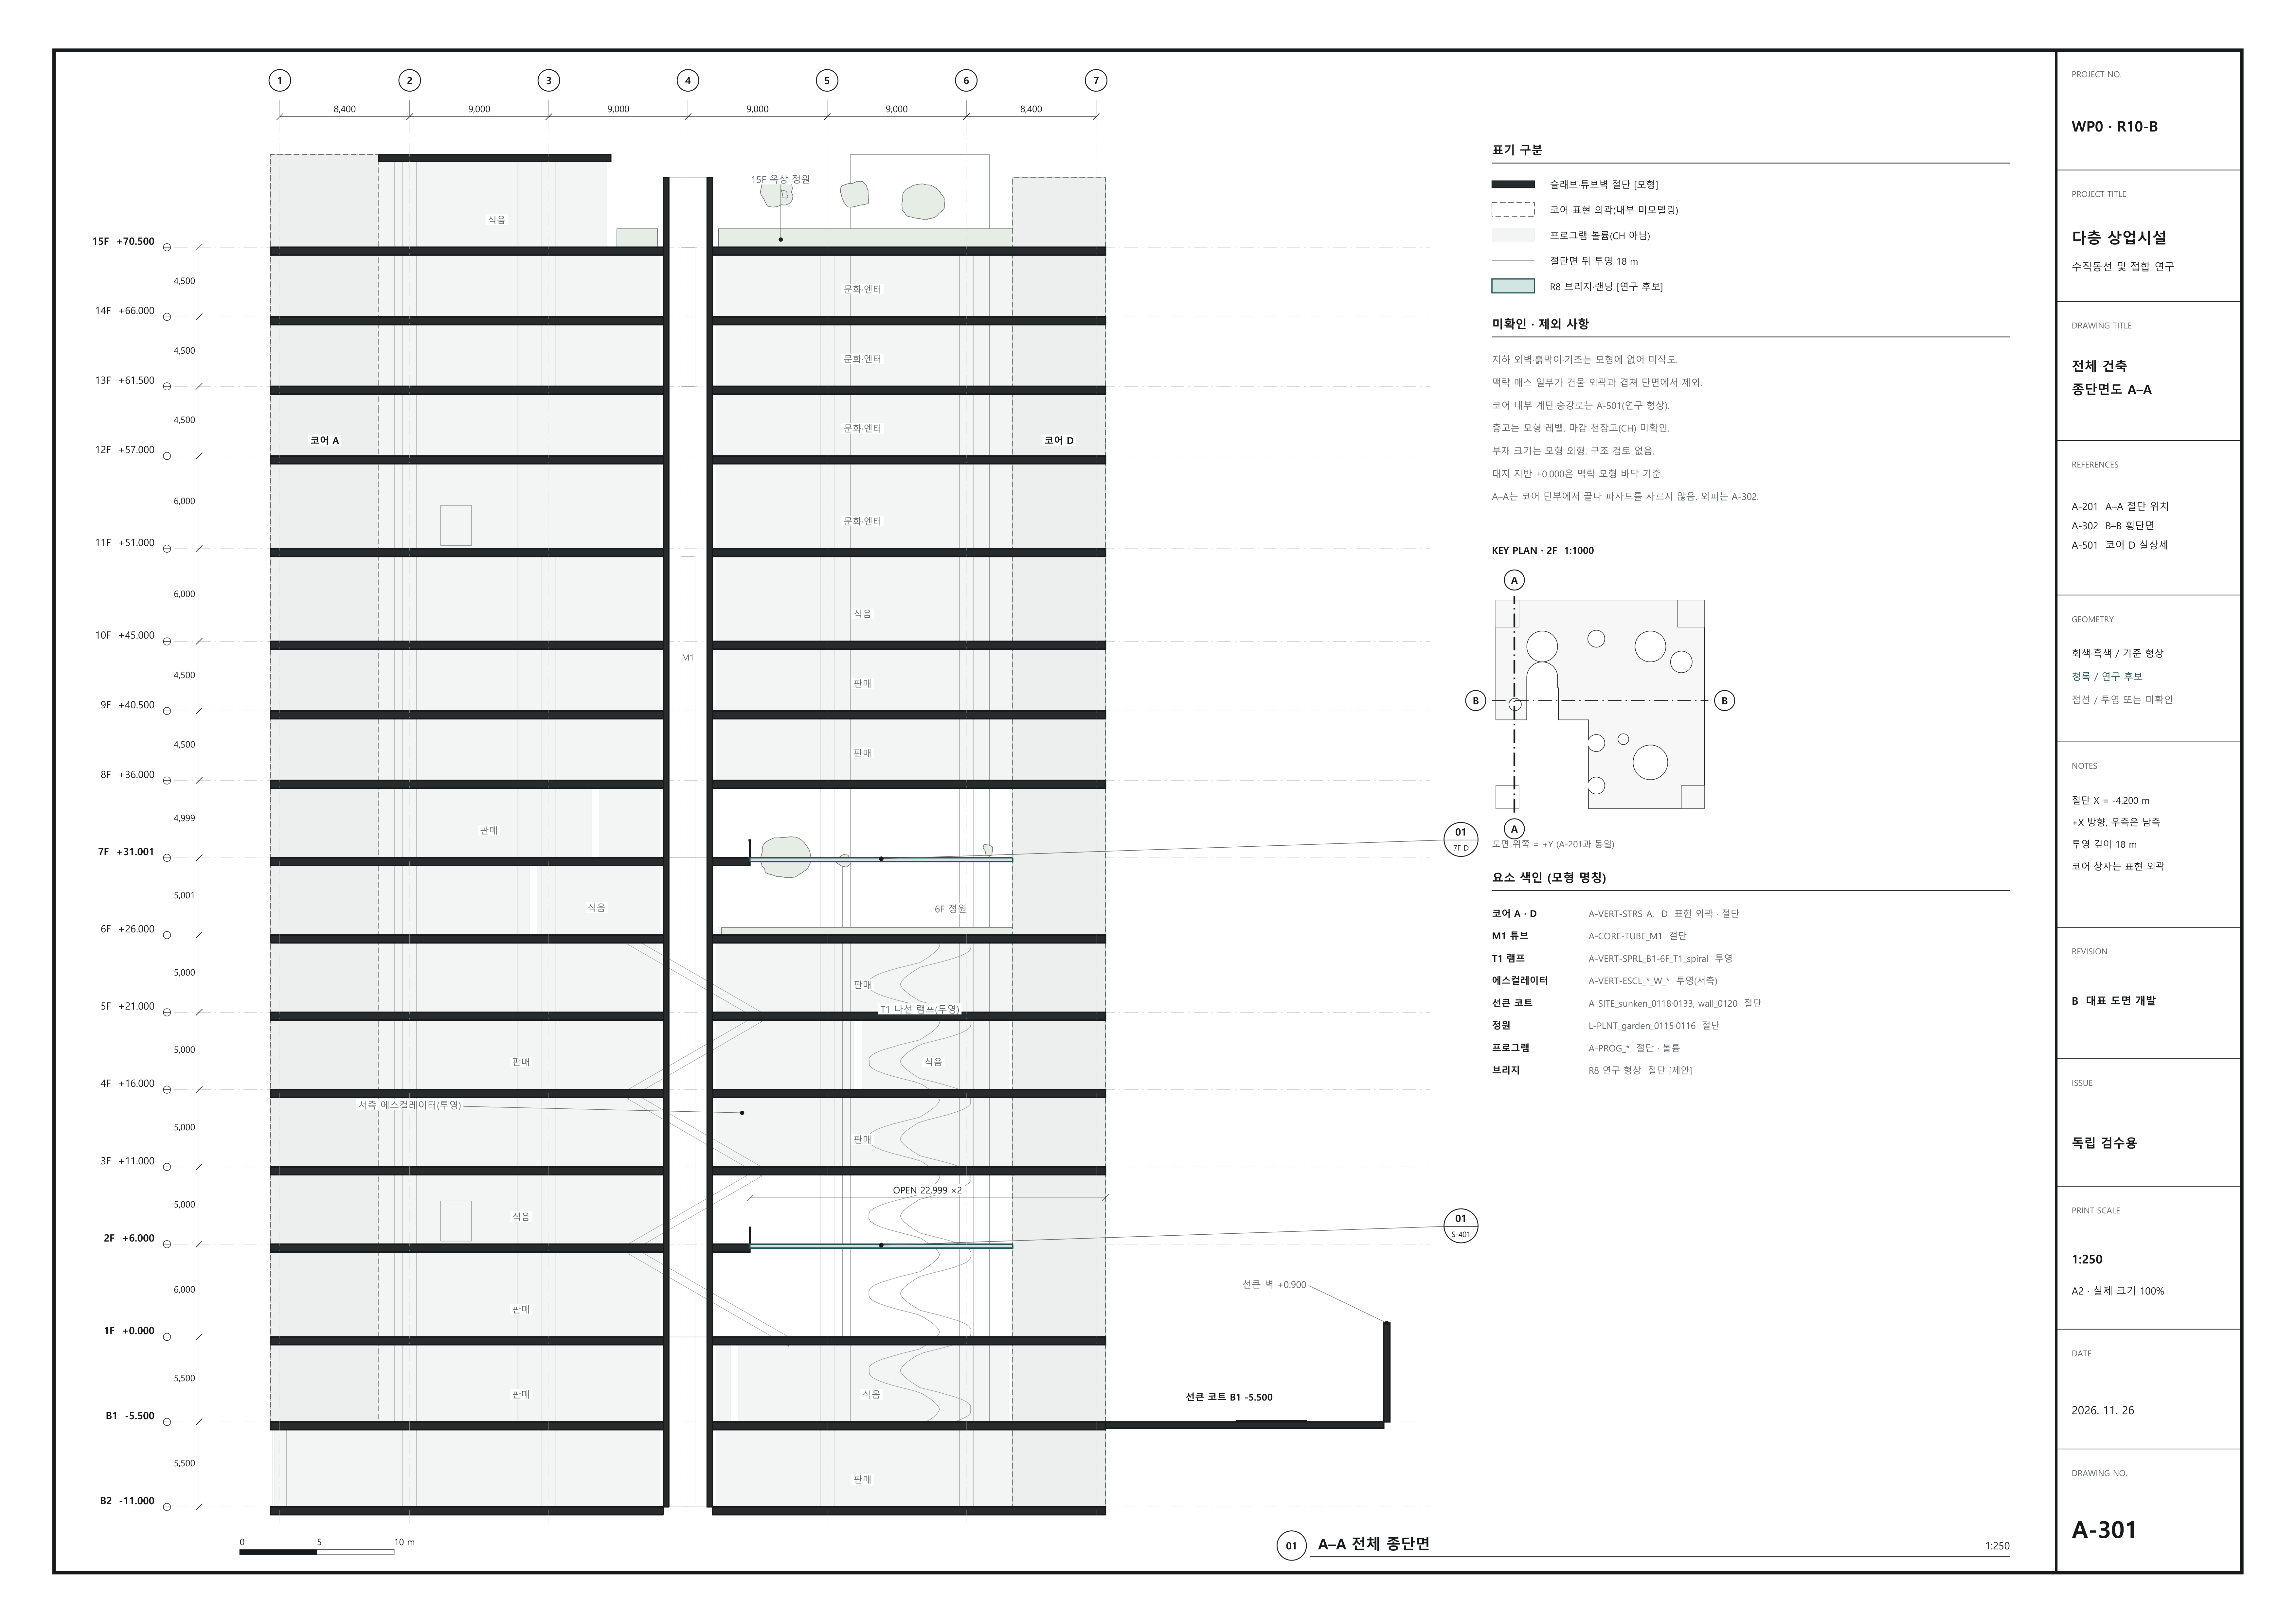 1 2 3 4 5 6 7
8,400 9,000 9,000 9,000 9,000 8,400
15F 옥상 정원
식음
15F +70.500
4,500
문화·엔터
14F +66.000
4,500
문화·엔터
13F +61.500
4,500
문화·엔터
코어 A
코어 D
12F +57.000
6,000
문화·엔터
11F +51.000
6,000
식음
10F +45.000
M1
4,500
판매
9F +40.500
4,500
판매
8F +36.000
4,999
판매
7F +31.001
5,001
식음
6F 정원
6F +26.000
5,000
판매
5F +21.000
T1 나선 램프(투영)
5,000
판매
식음
4F +16.000
서측 에스컬레이터(투영)
5,000
판매
3F +11.000
OPEN 22,999 ×2
5,000
식음
2F +6.000
6,000
판매
1F +0.000
5,500
판매
식음
B1 -5.500
5,500
판매
B2 -11.000
선큰 벽 +0.900
선큰 코트 B1 -5.500
01
7F D
01
S-401
0 5 10 m
01 A–A 전체 종단면 1:250
표기 구분
슬래브·튜브벽 절단 [모형]
코어 표현 외곽(내부 미모델링)
프로그램 볼륨(CH 아님)
절단면 뒤 투영 18 m
R8 브리지·랜딩 [연구 후보]
미확인 · 제외 사항
지하 외벽·흙막이·기초는 모형에 없어 미작도.
맥락 매스 일부가 건물 외곽과 겹쳐 단면에서 제외.
코어 내부 계단·승강로는 A-501(연구 형상).
층고는 모형 레벨. 마감 천장고(CH) 미확인.
부재 크기는 모형 외형. 구조 검토 없음.
대지 지반 ±0.000은 맥락 모형 바닥 기준.
A–A는 코어 단부에서 끝나 파사드를 자르지 않음. 외피는 A-302.
KEY PLAN · 2F 1:1000
A
B B
A
도면 위쪽 = +Y (A-201과 동일)
요소 색인 (모형 명칭)
코어 A · D A-VERT-STRS_A, _D 표현 외곽 · 절단
M1 튜브 A-CORE-TUBE_M1 절단
T1 램프 A-VERT-SPRL_B1-6F_T1_spiral 투영
에스컬레이터 A-VERT-ESCL_*_W_* 투영(서측)
선큰 코트 A-SITE_sunken_0118·0133, wall_0120 절단
정원 L-PLNT_garden_0115·0116 절단
프로그램 A-PROG_* 절단 · 볼륨
브리지 R8 연구 형상 절단 [제안]
PROJECT NO.
WP0 · R10-B
PROJECT TITLE
다층 상업시설
수직동선 및 접합 연구
DRAWING TITLE
전체 건축
종단면도 A–A
REFERENCES
A-201 A–A 절단 위치
A-302 B–B 횡단면
A-501 코어 D 실상세
GEOMETRY
회색·흑색 / 기준 형상
청록 / 연구 후보
점선 / 투영 또는 미확인
NOTES
절단 X = -4.200 m
+X 방향, 우측은 남측
투영 깊이 18 m
코어 상자는 표현 외곽
REVISION
B 대표 도면 개발
ISSUE
독립 검수용
PRINT SCALE
1:250
A2 · 실제 크기 100%
DATE
2026. 11. 26
DRAWING NO.
A-301